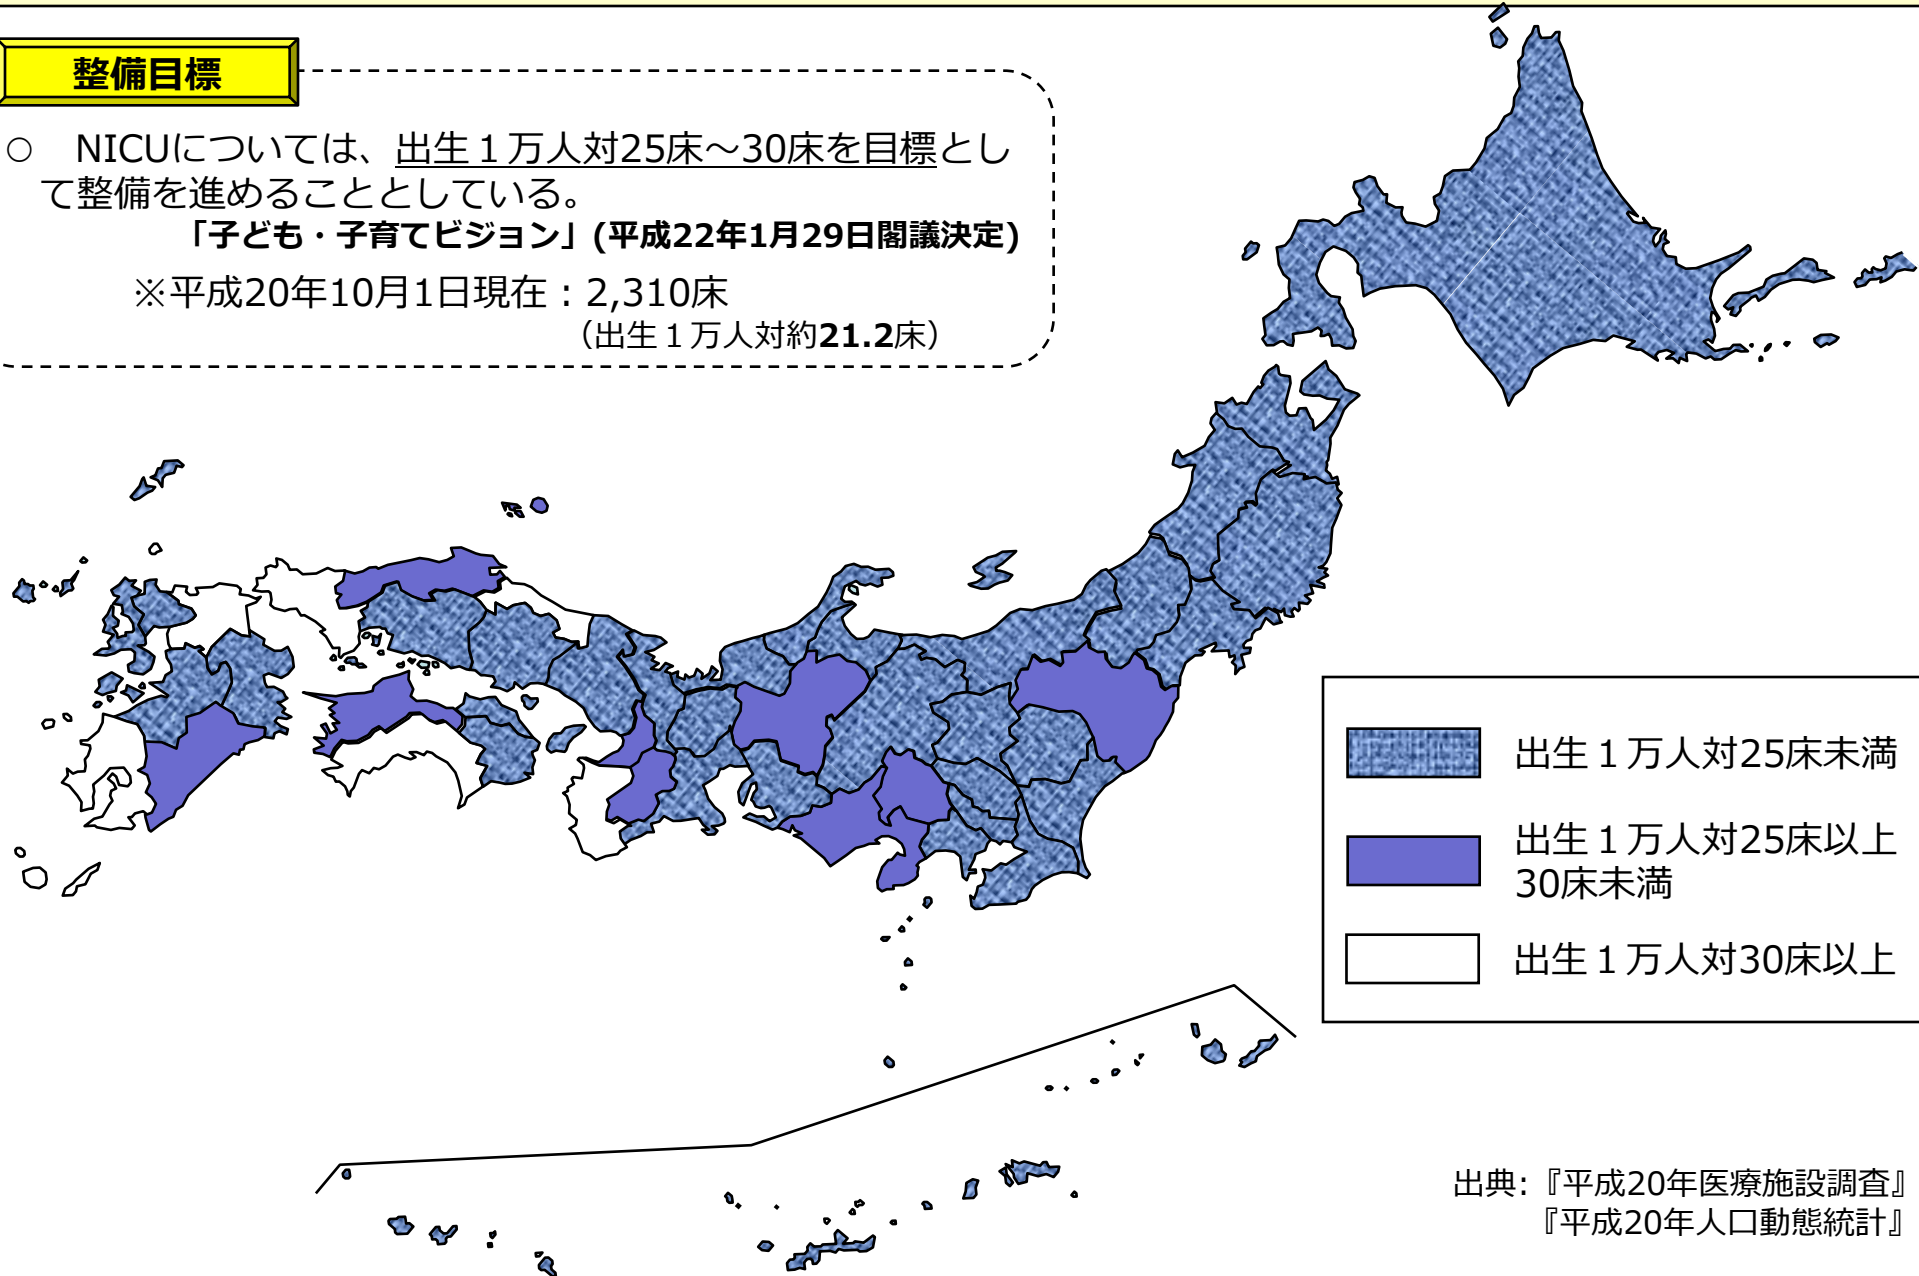 整備目標
○　NICUについては、出生１万人対25床～30床を目標とし
て整備を進めることとしている。
「子ども・子育てビジョン」(平成22年1月29日閣議決定)
※平成20年10月1日現在：2,310床
（出生１万人対約21.2床）
出生１万人対25床未満
出生１万人対25床以上
30床未満
出生１万人対30床以上
出典:『平成20年医療施設調査』
『平成20年人口動態統計』